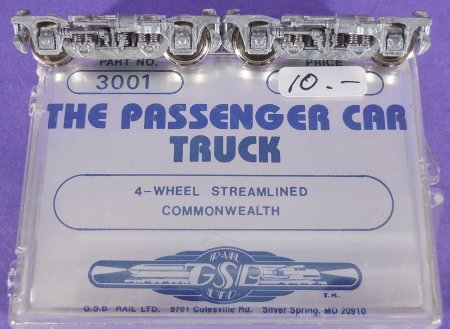 PART NO. PRICE
3001 10.–
THE PASSENGER CAR
TRUCK
4-WHEEL STREAMLINED
COMMONWEALTH
RAIL
GSB
LTD.
T.M.
G.S.B RAIL LTD. 8701 Colesville Rd. Silver Spring, MD 20910